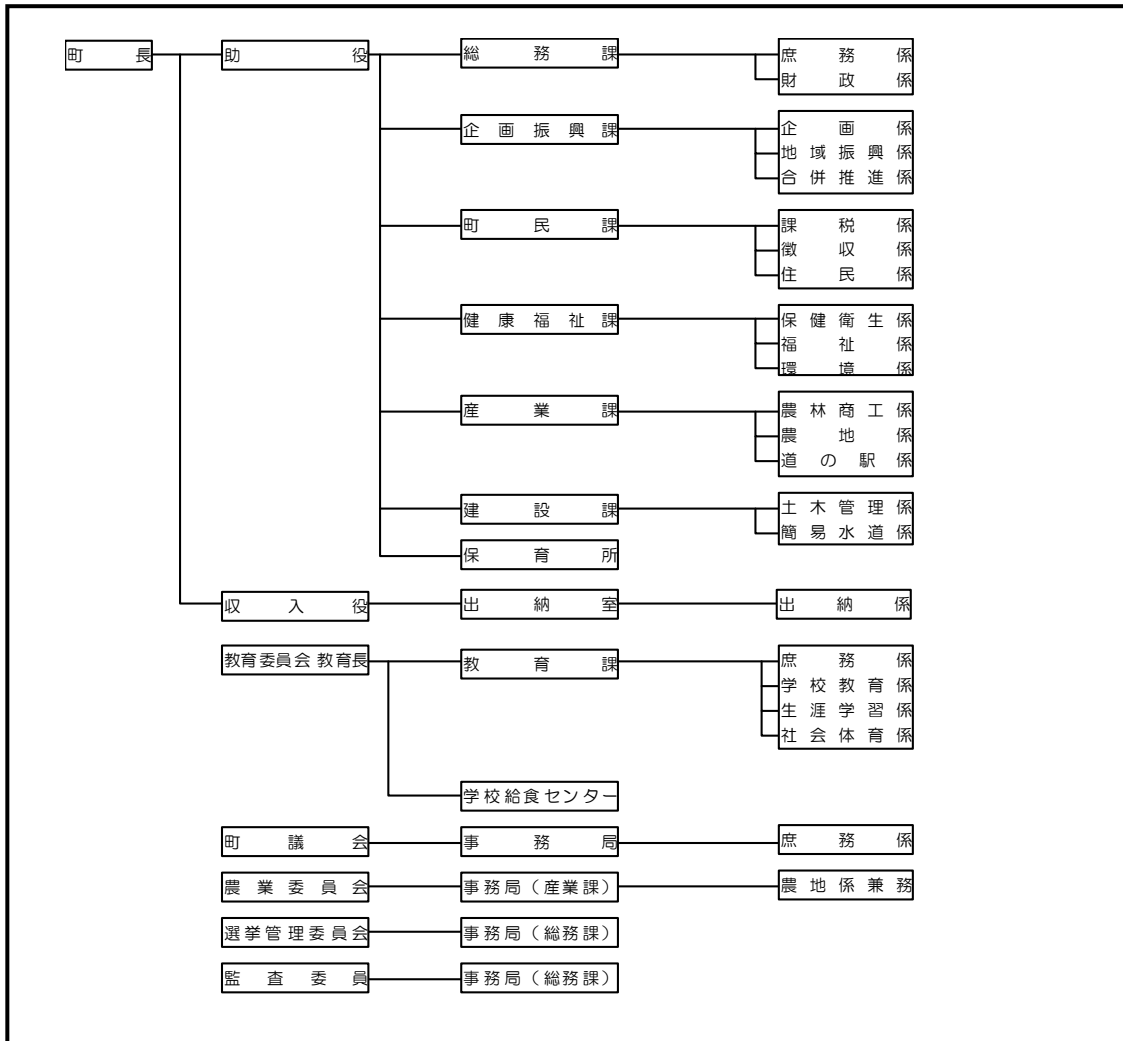 町長
助役
総務課
庶務係
財政係
企画振興課
企画係
地域振興係
合併推進係
町民課
課税係
徴収係
住民係
健康福祉課
保健衛生係
福祉係
環境係
産業課
農林商工係
農地係
道の駅係
建設課
土木管理係
簡易水道係
保育所
収入役
出納室
出納係
教育委員会 教育長
教育課
庶務係
学校教育係
生涯学習係
社会体育係
学校給食センター
町議会
事務局
庶務係
農業委員会
事務局（産業課）
農地係兼務
選挙管理委員会
事務局（総務課）
監査委員
事務局（総務課）